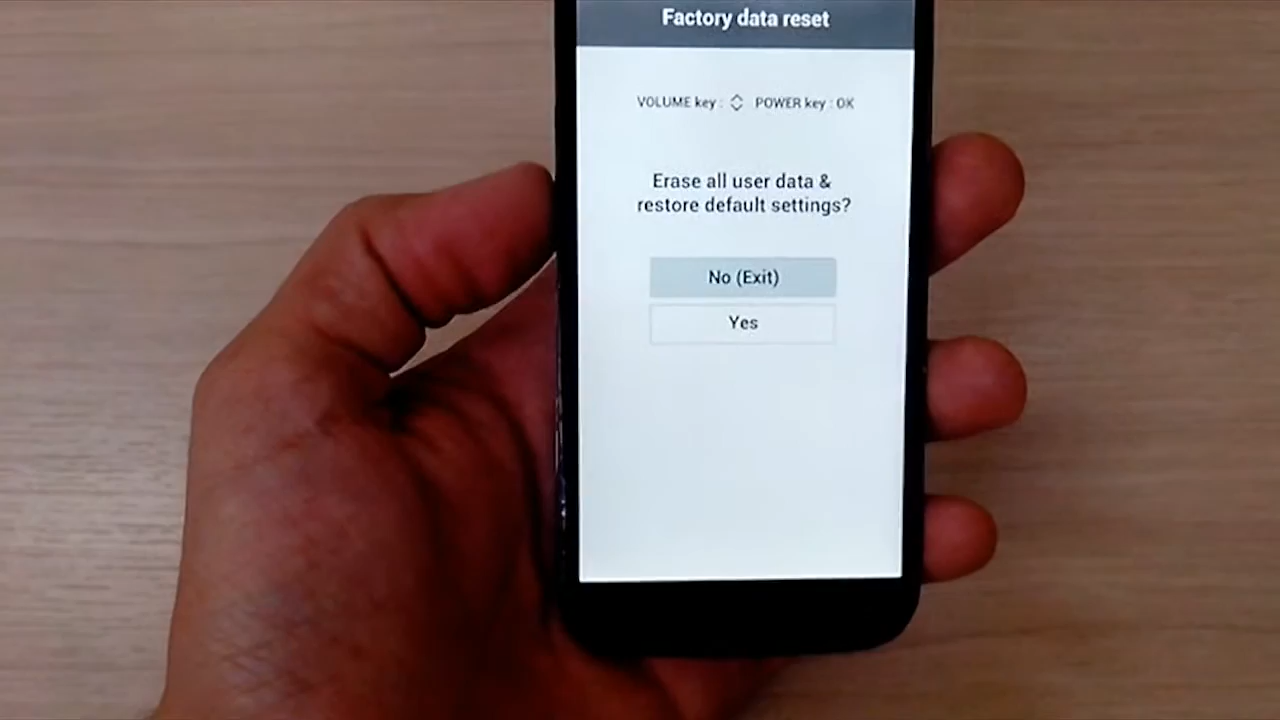 Factory data reset
VOLUME key : POWER key : OK
Erase all user data &
restore default settings?
No (Exit)
Yes